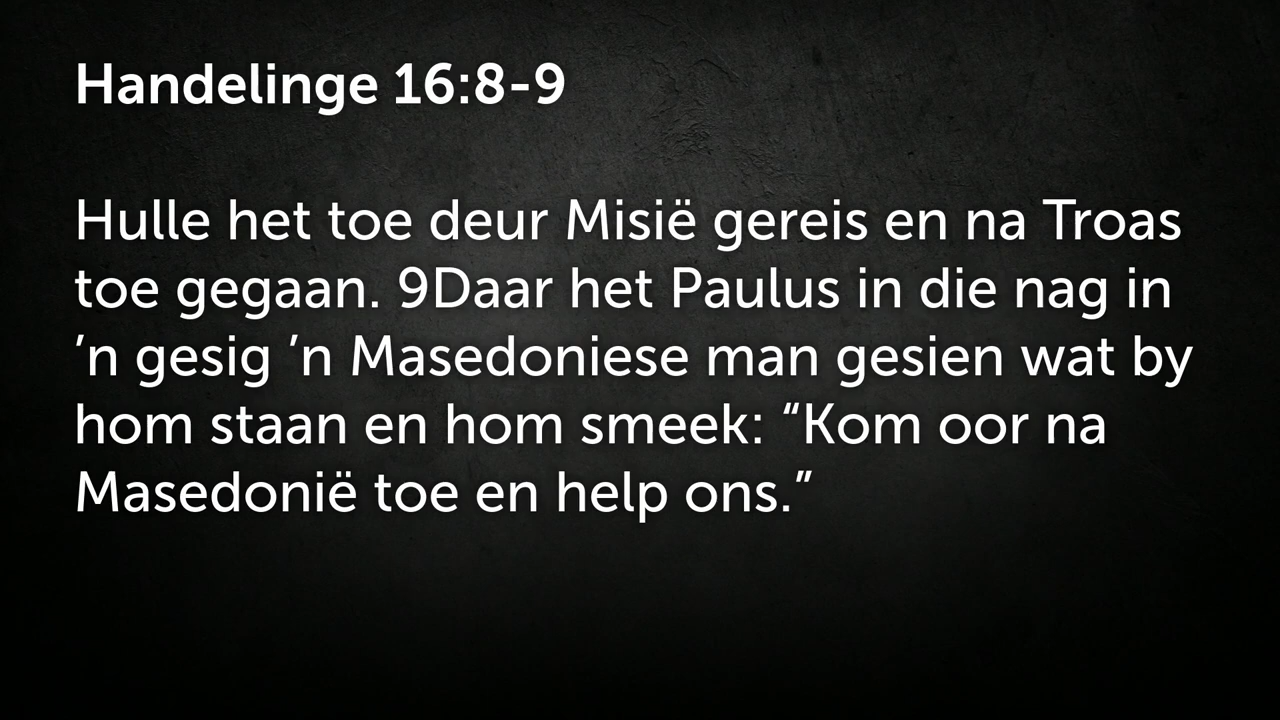 Handelinge 16:8-9
Hulle het toe deur Misië gereis en na Troas
toe gegaan. 9Daar het Paulus in die nag in
’n gesig ’n Masedoniese man gesien wat by
hom staan en hom smeek: “Kom oor na
Masedonië toe en help ons.”